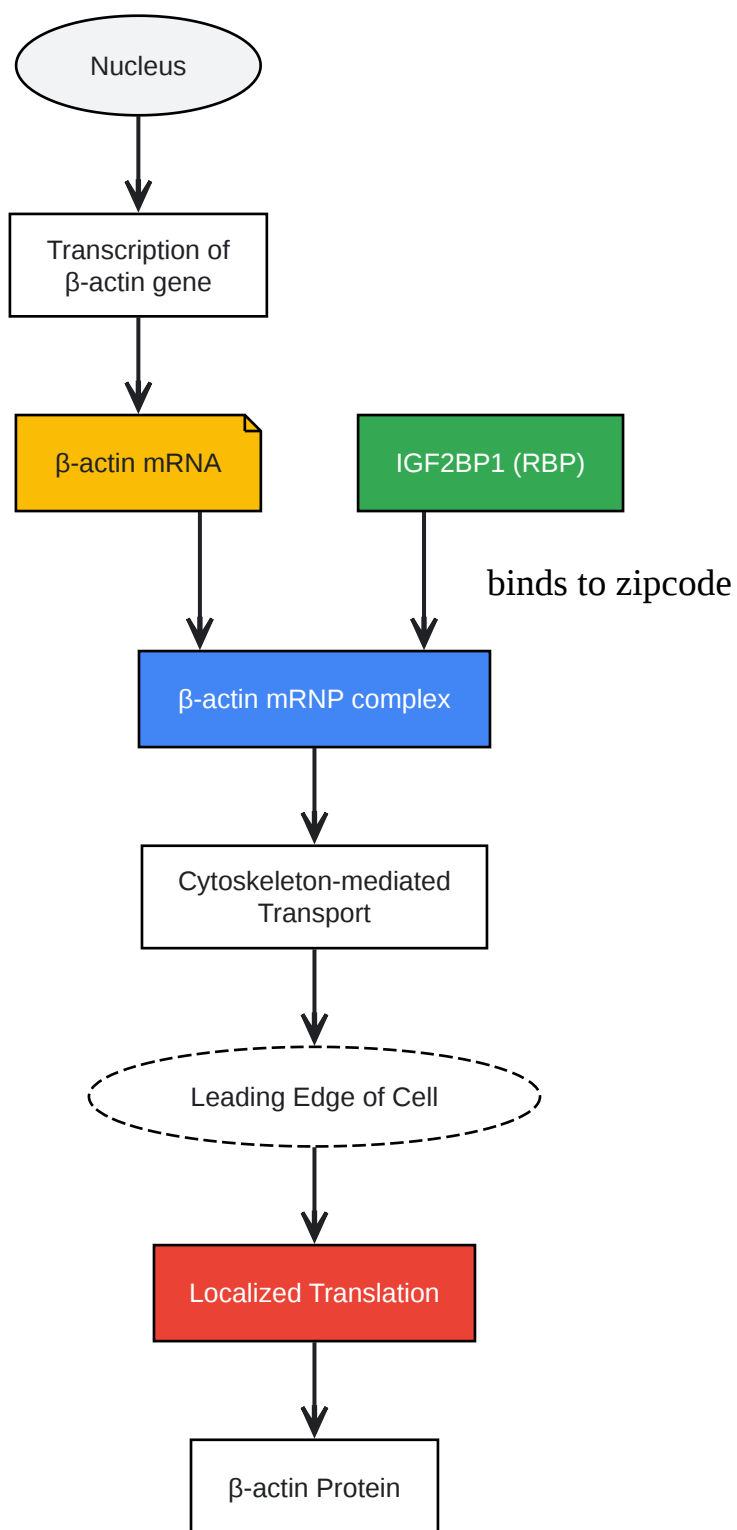 Nucleus
Transcription of
β-actin gene
β-actin mRNA
IGF2BP1 (RBP)
binds to zipcode
β-actin mRNP complex
Cytoskeleton-mediated
Transport
Leading Edge of Cell
Localized Translation
β-actin Protein